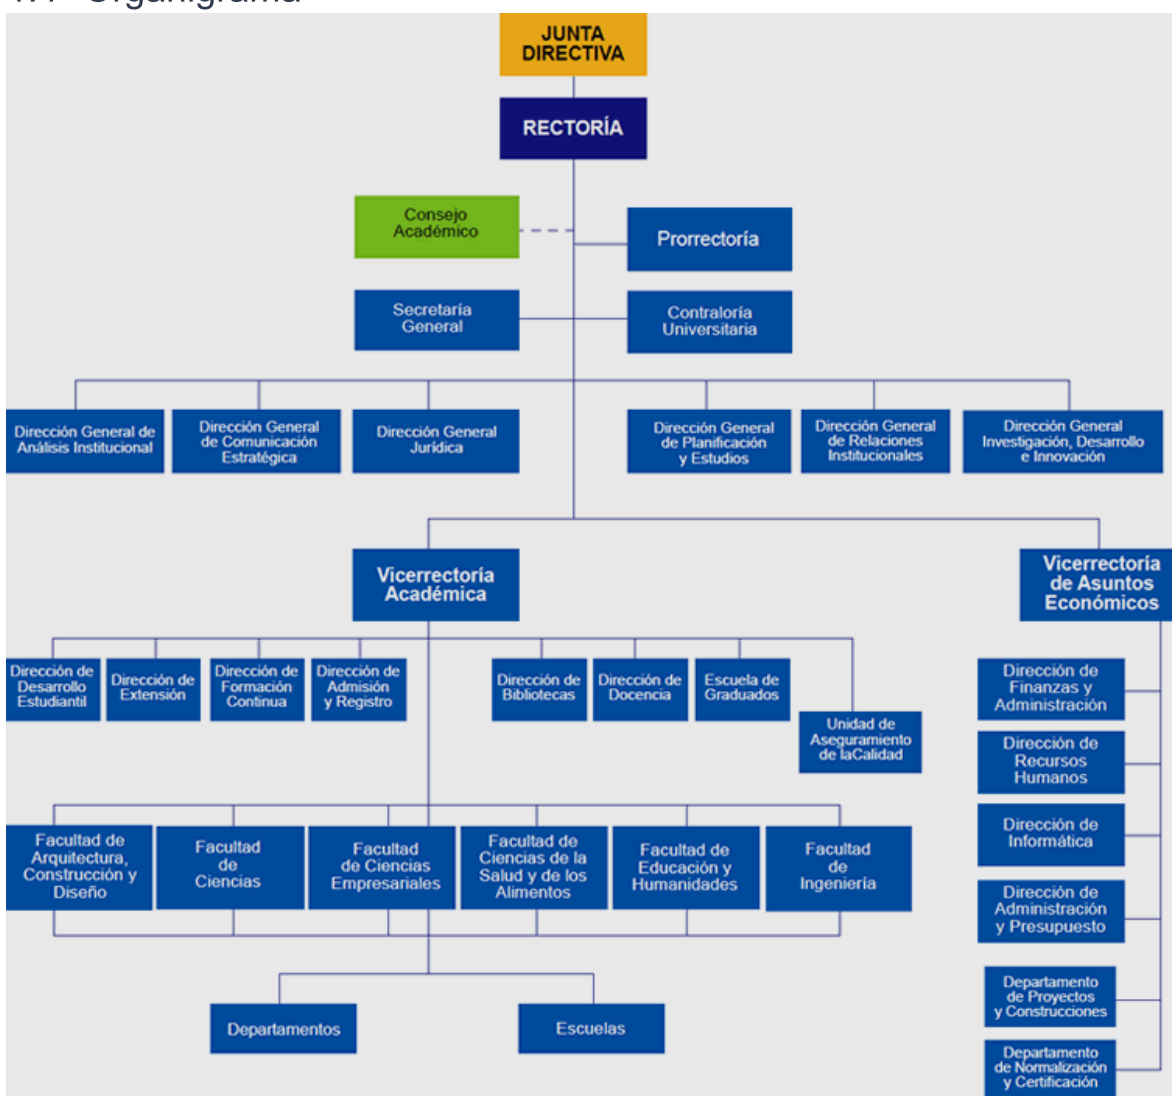 JUNTA
DIRECTIVA
RECTORÍA
Consejo
Académico
Prorrectoría
Secretaría
General
Contraloría
Universitaria
Dirección General de
Análisis Institucional
Dirección General
de Comunicación
Estratégica
Dirección General
Jurídica
Dirección General
de Planificación
y Estudios
Dirección General
de Relaciones
Institucionales
Dirección General
Investigación, Desarrollo
e Innovación
Vicerrectoría
Académica
Vicerrectoría
de Asuntos
Económicos
Dirección de
Desarrollo
Estudiantil
Dirección de
Extensión
Dirección de
Formación
Continua
Dirección de
Admisión
y Registro
Dirección de
Bibliotecas
Dirección de
Docencia
Escuela de
Graduados
Unidad de
Aseguramiento
de laCalidad
Dirección de
Finanzas y
Administración
Dirección de
Recursos
Humanos
Dirección de
Informática
Dirección de
Administración
y Presupuesto
Departamento
de Proyectos
y Construcciones
Departamento
de Normalización
y Certificación
Facultad de
Arquitectura,
Construcción y
Diseño
Facultad
de
Ciencias
Facultad
de Ciencias
Empresariales
Facultad de
Ciencias de la
Salud y de los
Alimentos
Facultad de
Educación y
Humanidades
Facultad
de
Ingeniería
Departamentos
Escuelas